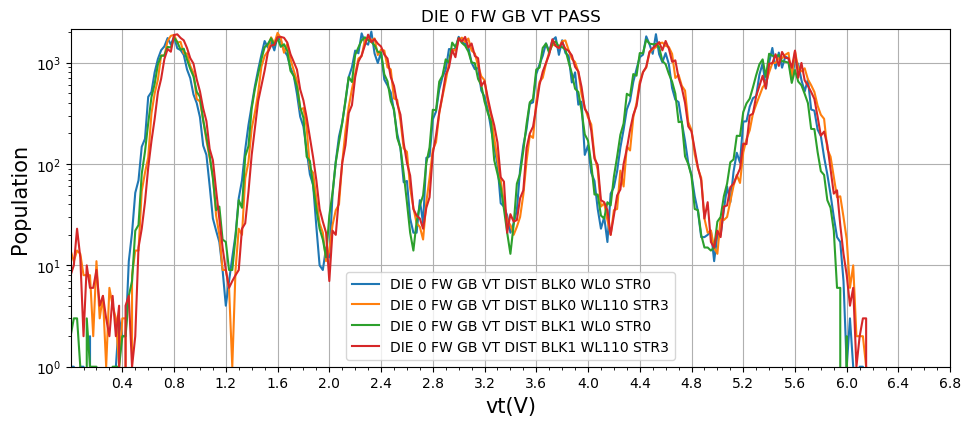 DIE 0 FW GB VT PASS
Population
10³
10²
10¹
10⁰
DIE 0 FW GB VT DIST BLK0 WL0 STR0
DIE 0 FW GB VT DIST BLK0 WL110 STR3
DIE 0 FW GB VT DIST BLK1 WL0 STR0
DIE 0 FW GB VT DIST BLK1 WL110 STR3
0.4 0.8 1.2 1.6 2.0 2.4 2.8 3.2 3.6 4.0 4.4 4.8 5.2 5.6 6.0 6.4 6.8
vt(V)